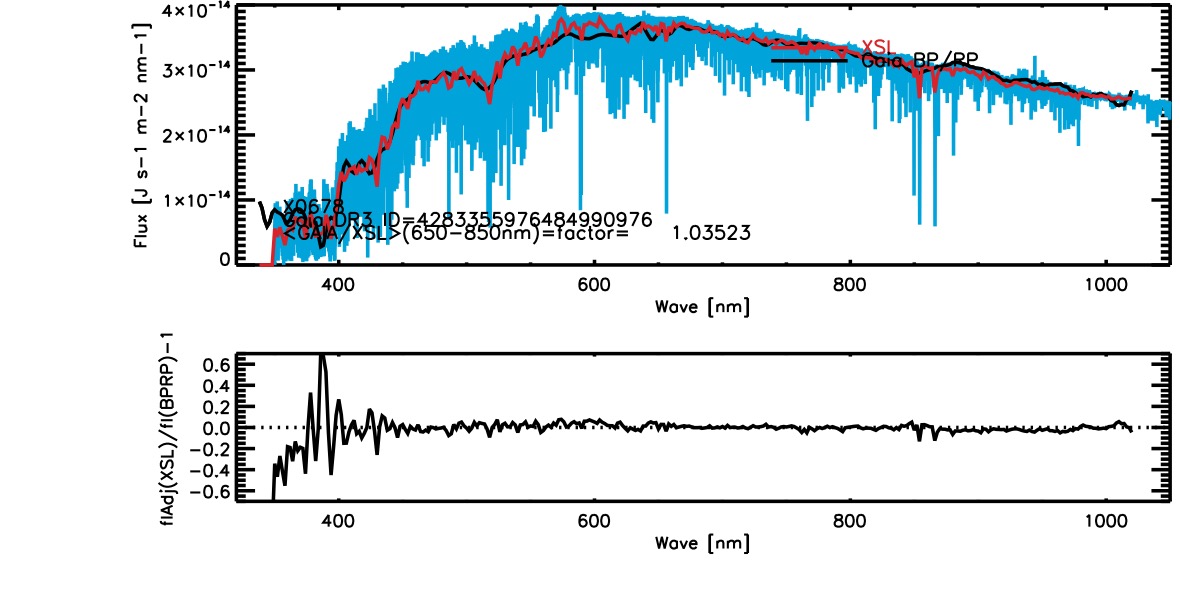 4×10−14
3×10−14
2×10−14
1×10−14
0
Flux [J s−1 m−2 nm−1]
XSL
Gaia BP/RP
X0678
Gaia DR3 ID=4283355976484990976
<GAIA/XSL>(650−850nm)=factor= 1.03523
400 600 800 1000
Wave [nm]
flAdj(XSL)/fl(BPRP)−1
0.6
0.4
0.2
0.0
−0.2
−0.4
−0.6
400 600 800 1000
Wave [nm]